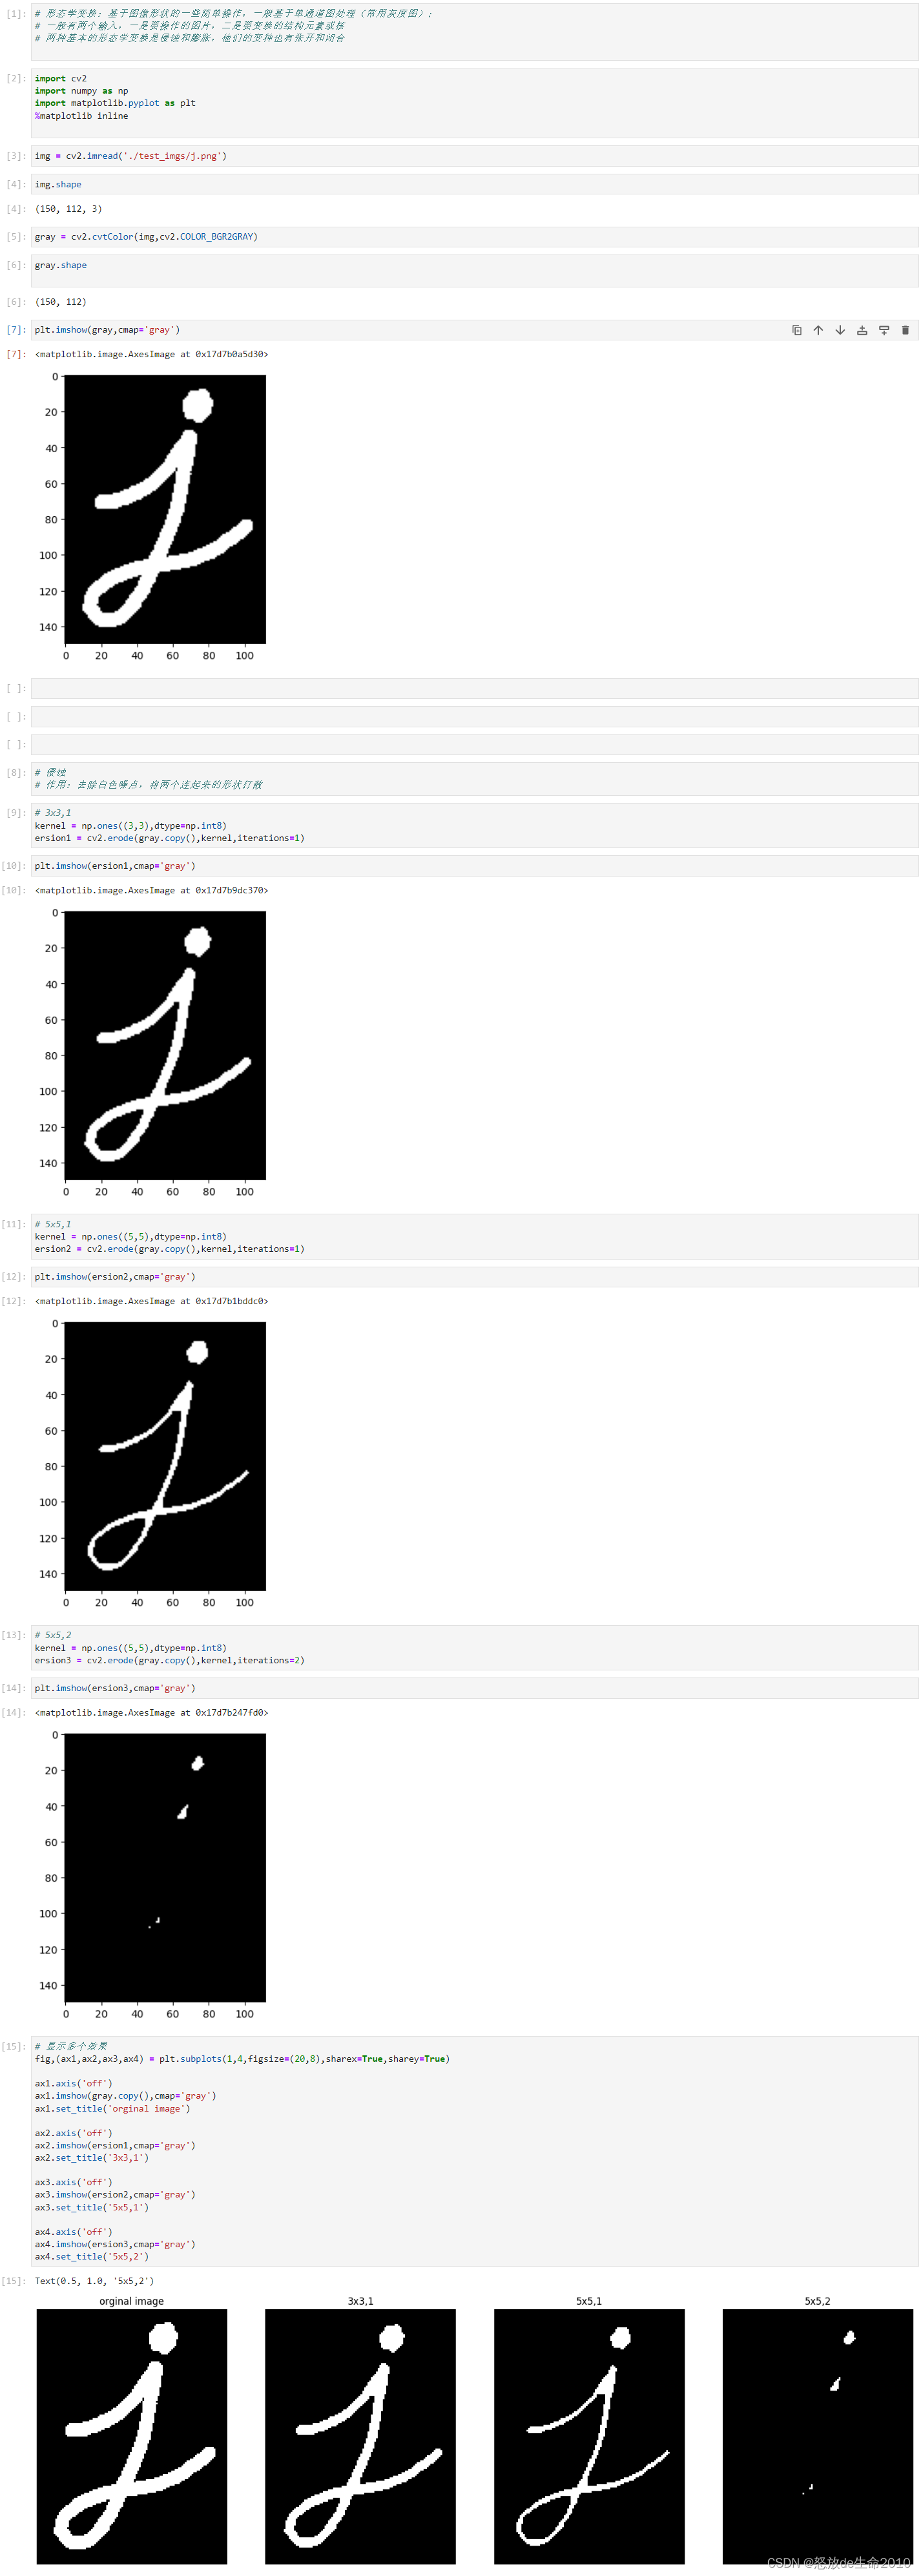 [1]: # 形态学变换：基于图像形状的一些简单操作，一般基于单通道图处理（常用灰度图）；
# 一般有两个输入，一是要操作的图片，二是要变换的结构元素或核
# 两种基本的形态学变换是侵蚀和膨胀，他们的变种也有张开和闭合
[2]: import cv2
import numpy as np
import matplotlib.pyplot as plt
%matplotlib inline
[3]: img = cv2.imread('./test_imgs/j.png')
[4]: img.shape
[4]: (150, 112, 3)
[5]: gray = cv2.cvtColor(img,cv2.COLOR_BGR2GRAY)
[6]: gray.shape
[6]: (150, 112)
[7]: plt.imshow(gray,cmap='gray')
[7]: <matplotlib.image.AxesImage at 0x17d7b0a5d30>
0
20
40
60
80
100
120
140
0 20 40 60 80 100
[ ]:
[ ]:
[ ]:
[8]: # 侵蚀
# 作用：去除白色噪点，将两个连起来的形状打散
[9]: # 3x3,1
kernel = np.ones((3,3),dtype=np.int8)
ersion1 = cv2.erode(gray.copy(),kernel,iterations=1)
[10]: plt.imshow(ersion1,cmap='gray')
[10]: <matplotlib.image.AxesImage at 0x17d7b9dc370>
0
20
40
60
80
100
120
140
0 20 40 60 80 100
[11]: # 5x5,1
kernel = np.ones((5,5),dtype=np.int8)
ersion2 = cv2.erode(gray.copy(),kernel,iterations=1)
[12]: plt.imshow(ersion2,cmap='gray')
[12]: <matplotlib.image.AxesImage at 0x17d7b1bddc0>
0
20
40
60
80
100
120
140
0 20 40 60 80 100
[13]: # 5x5,2
kernel = np.ones((5,5),dtype=np.int8)
ersion3 = cv2.erode(gray.copy(),kernel,iterations=2)
[14]: plt.imshow(ersion3,cmap='gray')
[14]: <matplotlib.image.AxesImage at 0x17d7b247fd0>
0
20
40
60
80
100
120
140
0 20 40 60 80 100
[15]: # 显示多个效果
fig,(ax1,ax2,ax3,ax4) = plt.subplots(1,4,figsize=(20,8),sharex=True,sharey=True)
ax1.axis('off')
ax1.imshow(gray.copy(),cmap='gray')
ax1.set_title('orginal image')
ax2.axis('off')
ax2.imshow(ersion1,cmap='gray')
ax2.set_title('3x3,1')
ax3.axis('off')
ax3.imshow(ersion2,cmap='gray')
ax3.set_title('5x5,1')
ax4.axis('off')
ax4.imshow(ersion3,cmap='gray')
ax4.set_title('5x5,2')
[15]: Text(0.5, 1.0, '5x5,2')
orginal image 3x3,1 5x5,1 5x5,2
CSDN @怒放de生命2010